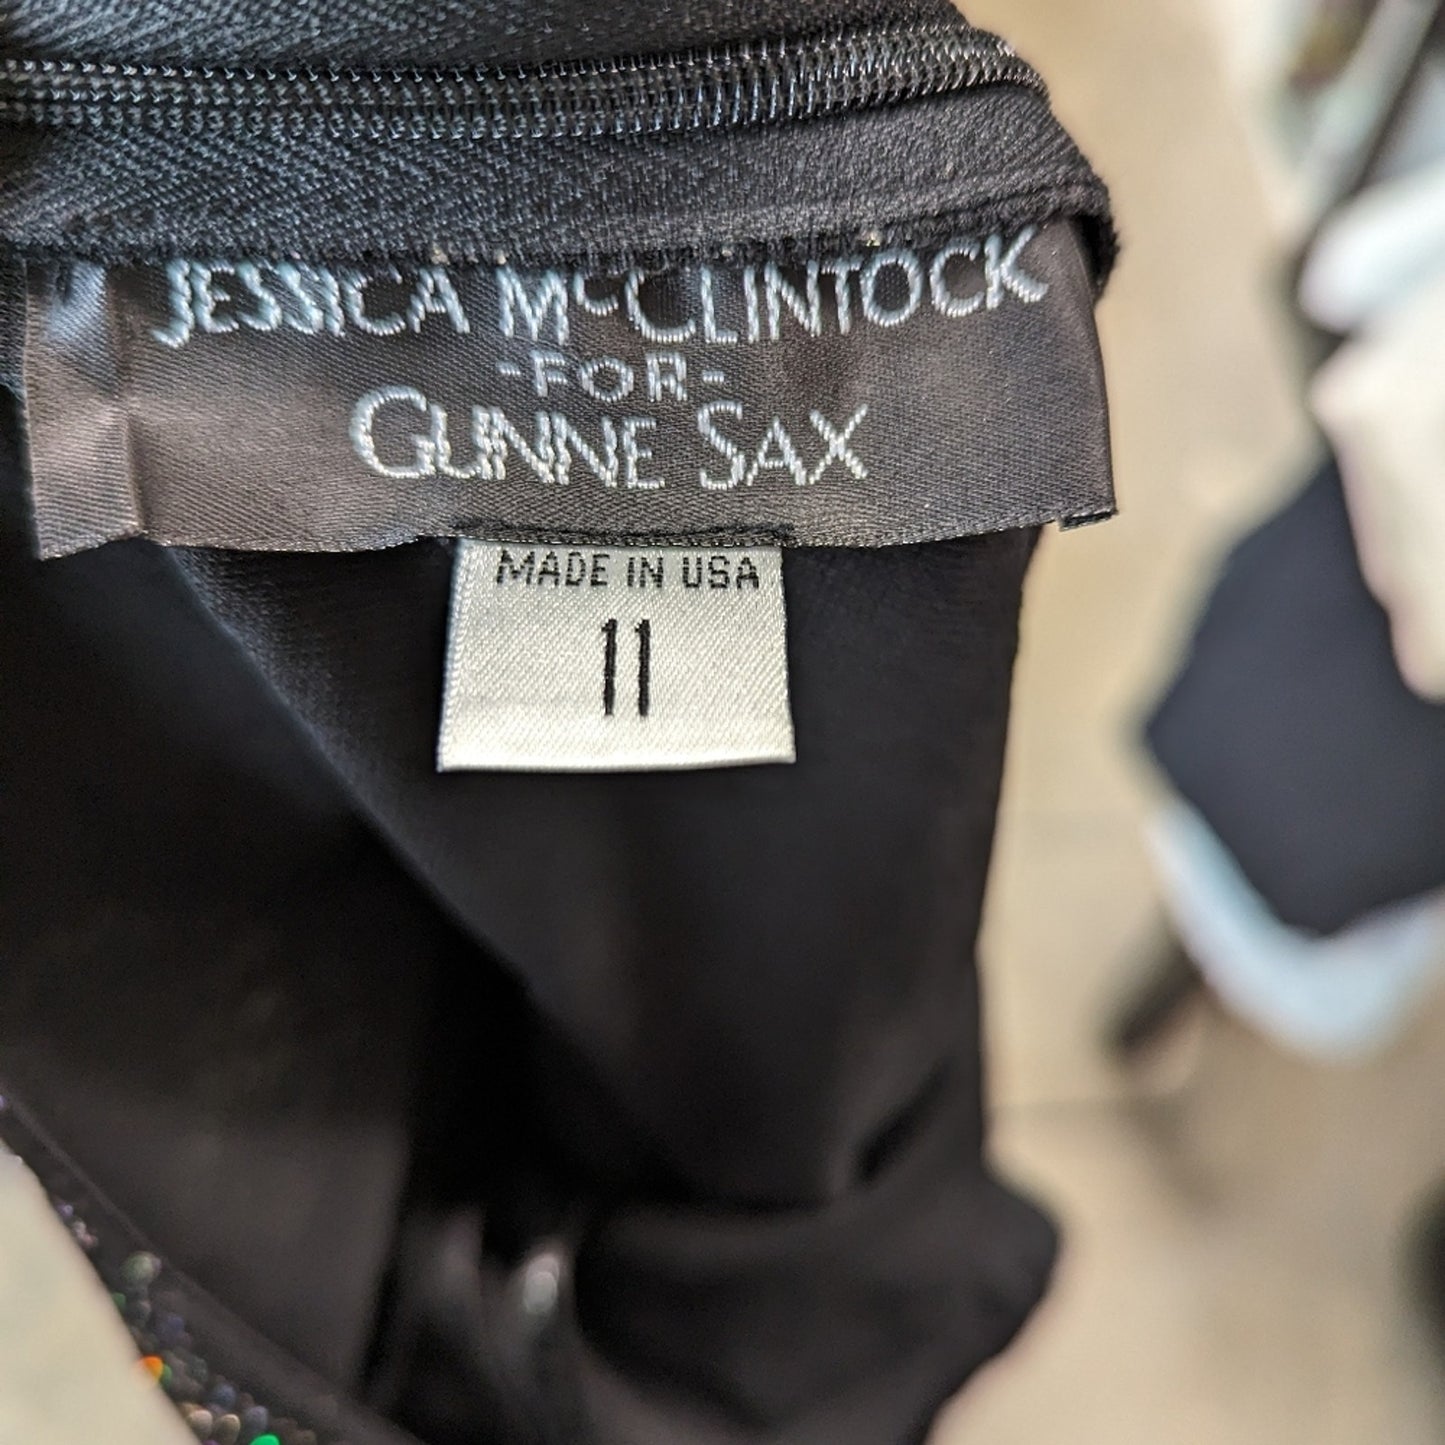 JESSICA MCCLINTOCK
-FOR-
GUNNE SAX
MADE IN USA
11